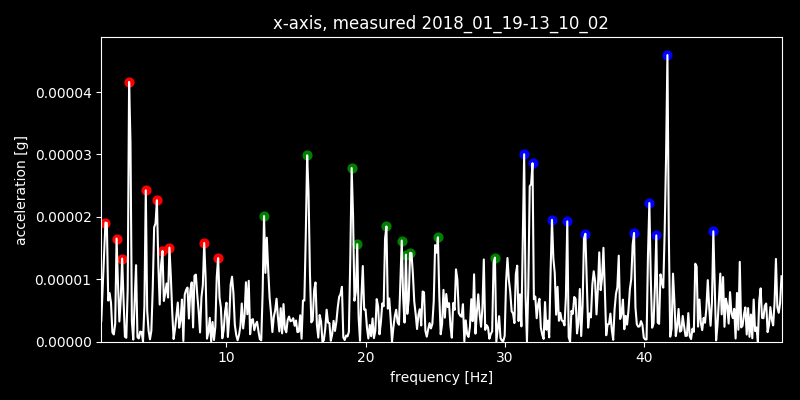 x-axis, measured 2018_01_19-13_10_02
0.00004
0.00003
0.00002
0.00001
0.00000
acceleration [g]
10 20 30 40
frequency [Hz]